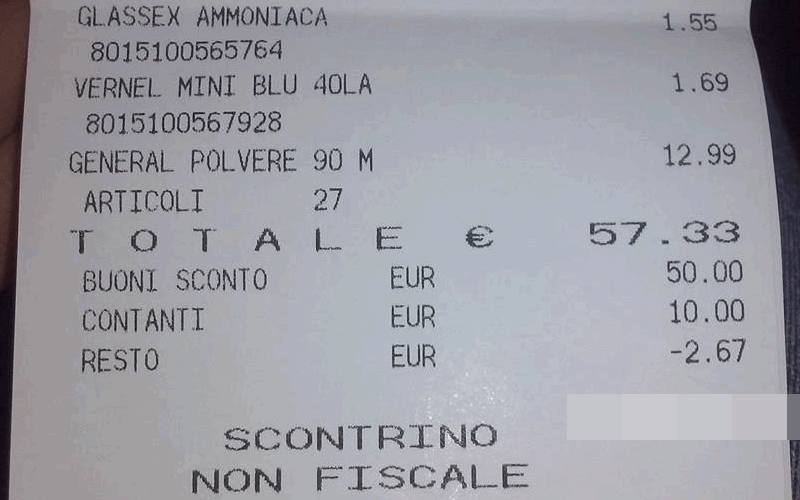 GLASSEX AMMONIACA 1.55
8015100565764
VERNEL MINI BLU 40LA 1.69
8015100567928
GENERAL POLVERE 90 M 12.99
ARTICOLI 27
TOTALE € 57.33
BUONI SCONTO EUR 50.00
CONTANTI EUR 10.00
RESTO EUR -2.67
SCONTRINO
NON FISCALE